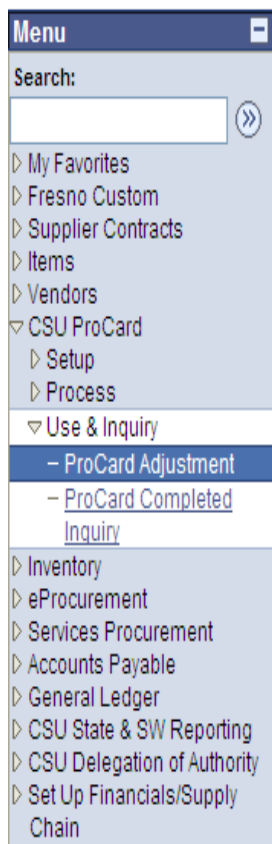 Menu
Search:
My Favorites
Fresno Custom
Supplier Contracts
Items
Vendors
CSU ProCard
Setup
Process
Use & Inquiry
– ProCard Adjustment
– ProCard Completed
Inquiry
Inventory
eProcurement
Services Procurement
Accounts Payable
General Ledger
CSU State & SW Reporting
CSU Delegation of Authority
Set Up Financials/Supply
Chain